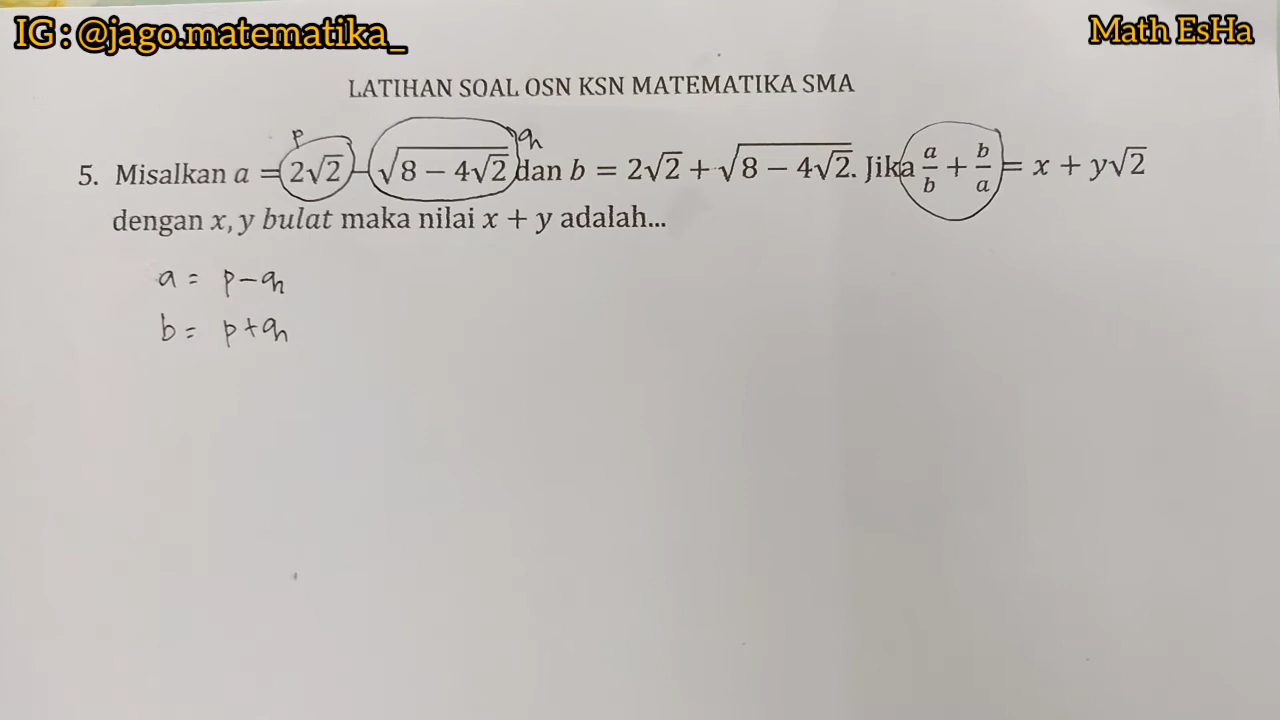 IG : @jago.matematika_
Math EsHa
LATIHAN SOAL OSN KSN MATEMATIKA SMA
p q
5. Misalkan a = 2√2 − √(8 − 4√2) dan b = 2√2 + √(8 − 4√2). Jika a/b + b/a = x + y√2
dengan x, y bulat maka nilai x + y adalah...
a = p − q
b = p + q